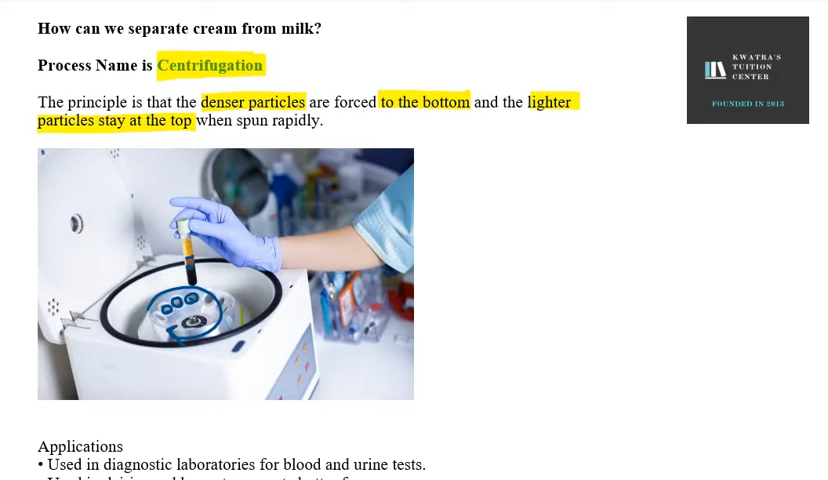 How can we separate cream from milk?
Process Name is Centrifugation
The principle is that the denser particles are forced to the bottom and the lighter
particles stay at the top when spun rapidly.
KWATRA'S
TUITION
CENTER
FOUNDED IN 2013
Applications
• Used in diagnostic laboratories for blood and urine tests.